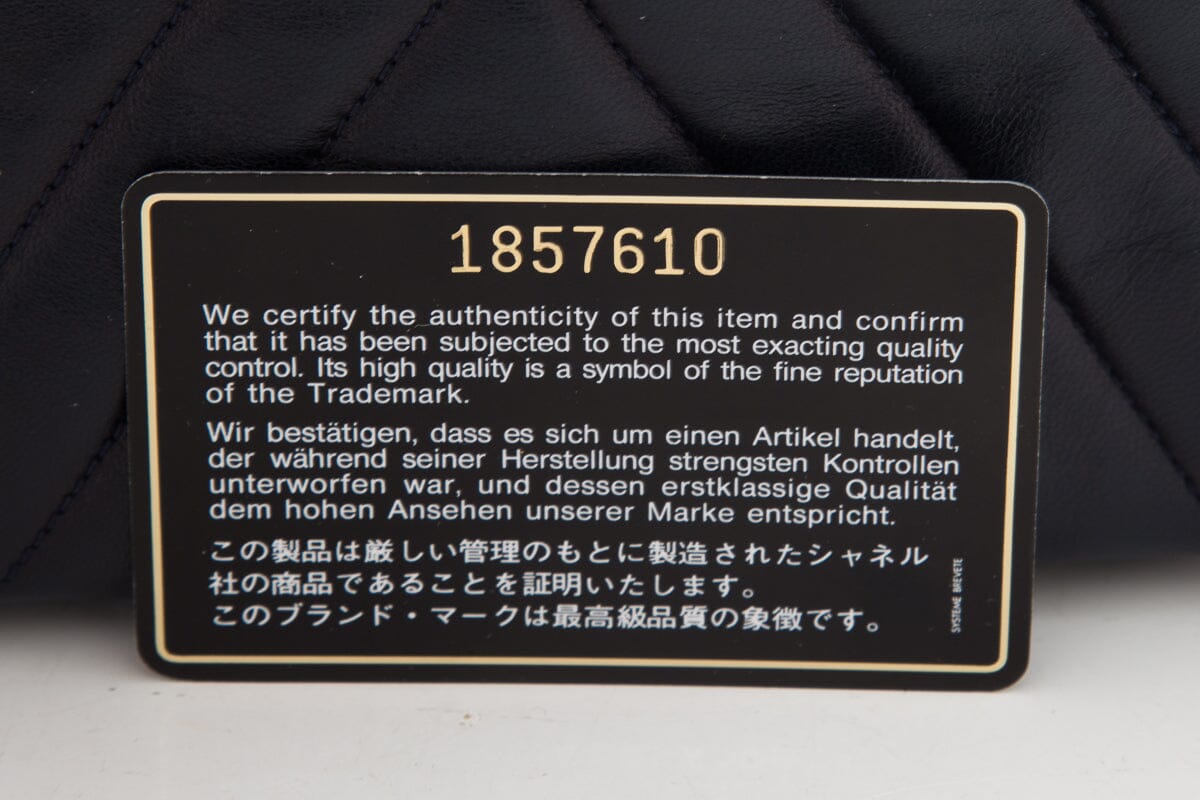 1857610
We certify the authenticity of this item and confirm
that it has been subjected to the most exacting quality
control. Its high quality is a symbol of the fine reputation
of the Trademark.
Wir bestätigen, dass es sich um einen Artikel handelt,
der während seiner Herstellung strengsten Kontrollen
unterworfen war, und dessen erstklassige Qualität
dem hohen Ansehen unserer Marke entspricht.
この製品は厳しい管理のもとに製造されたシャネル
社の商品であることを証明いたします。
このブランド・マークは最高級品質の象徴です。
SYSTEME BREVETE